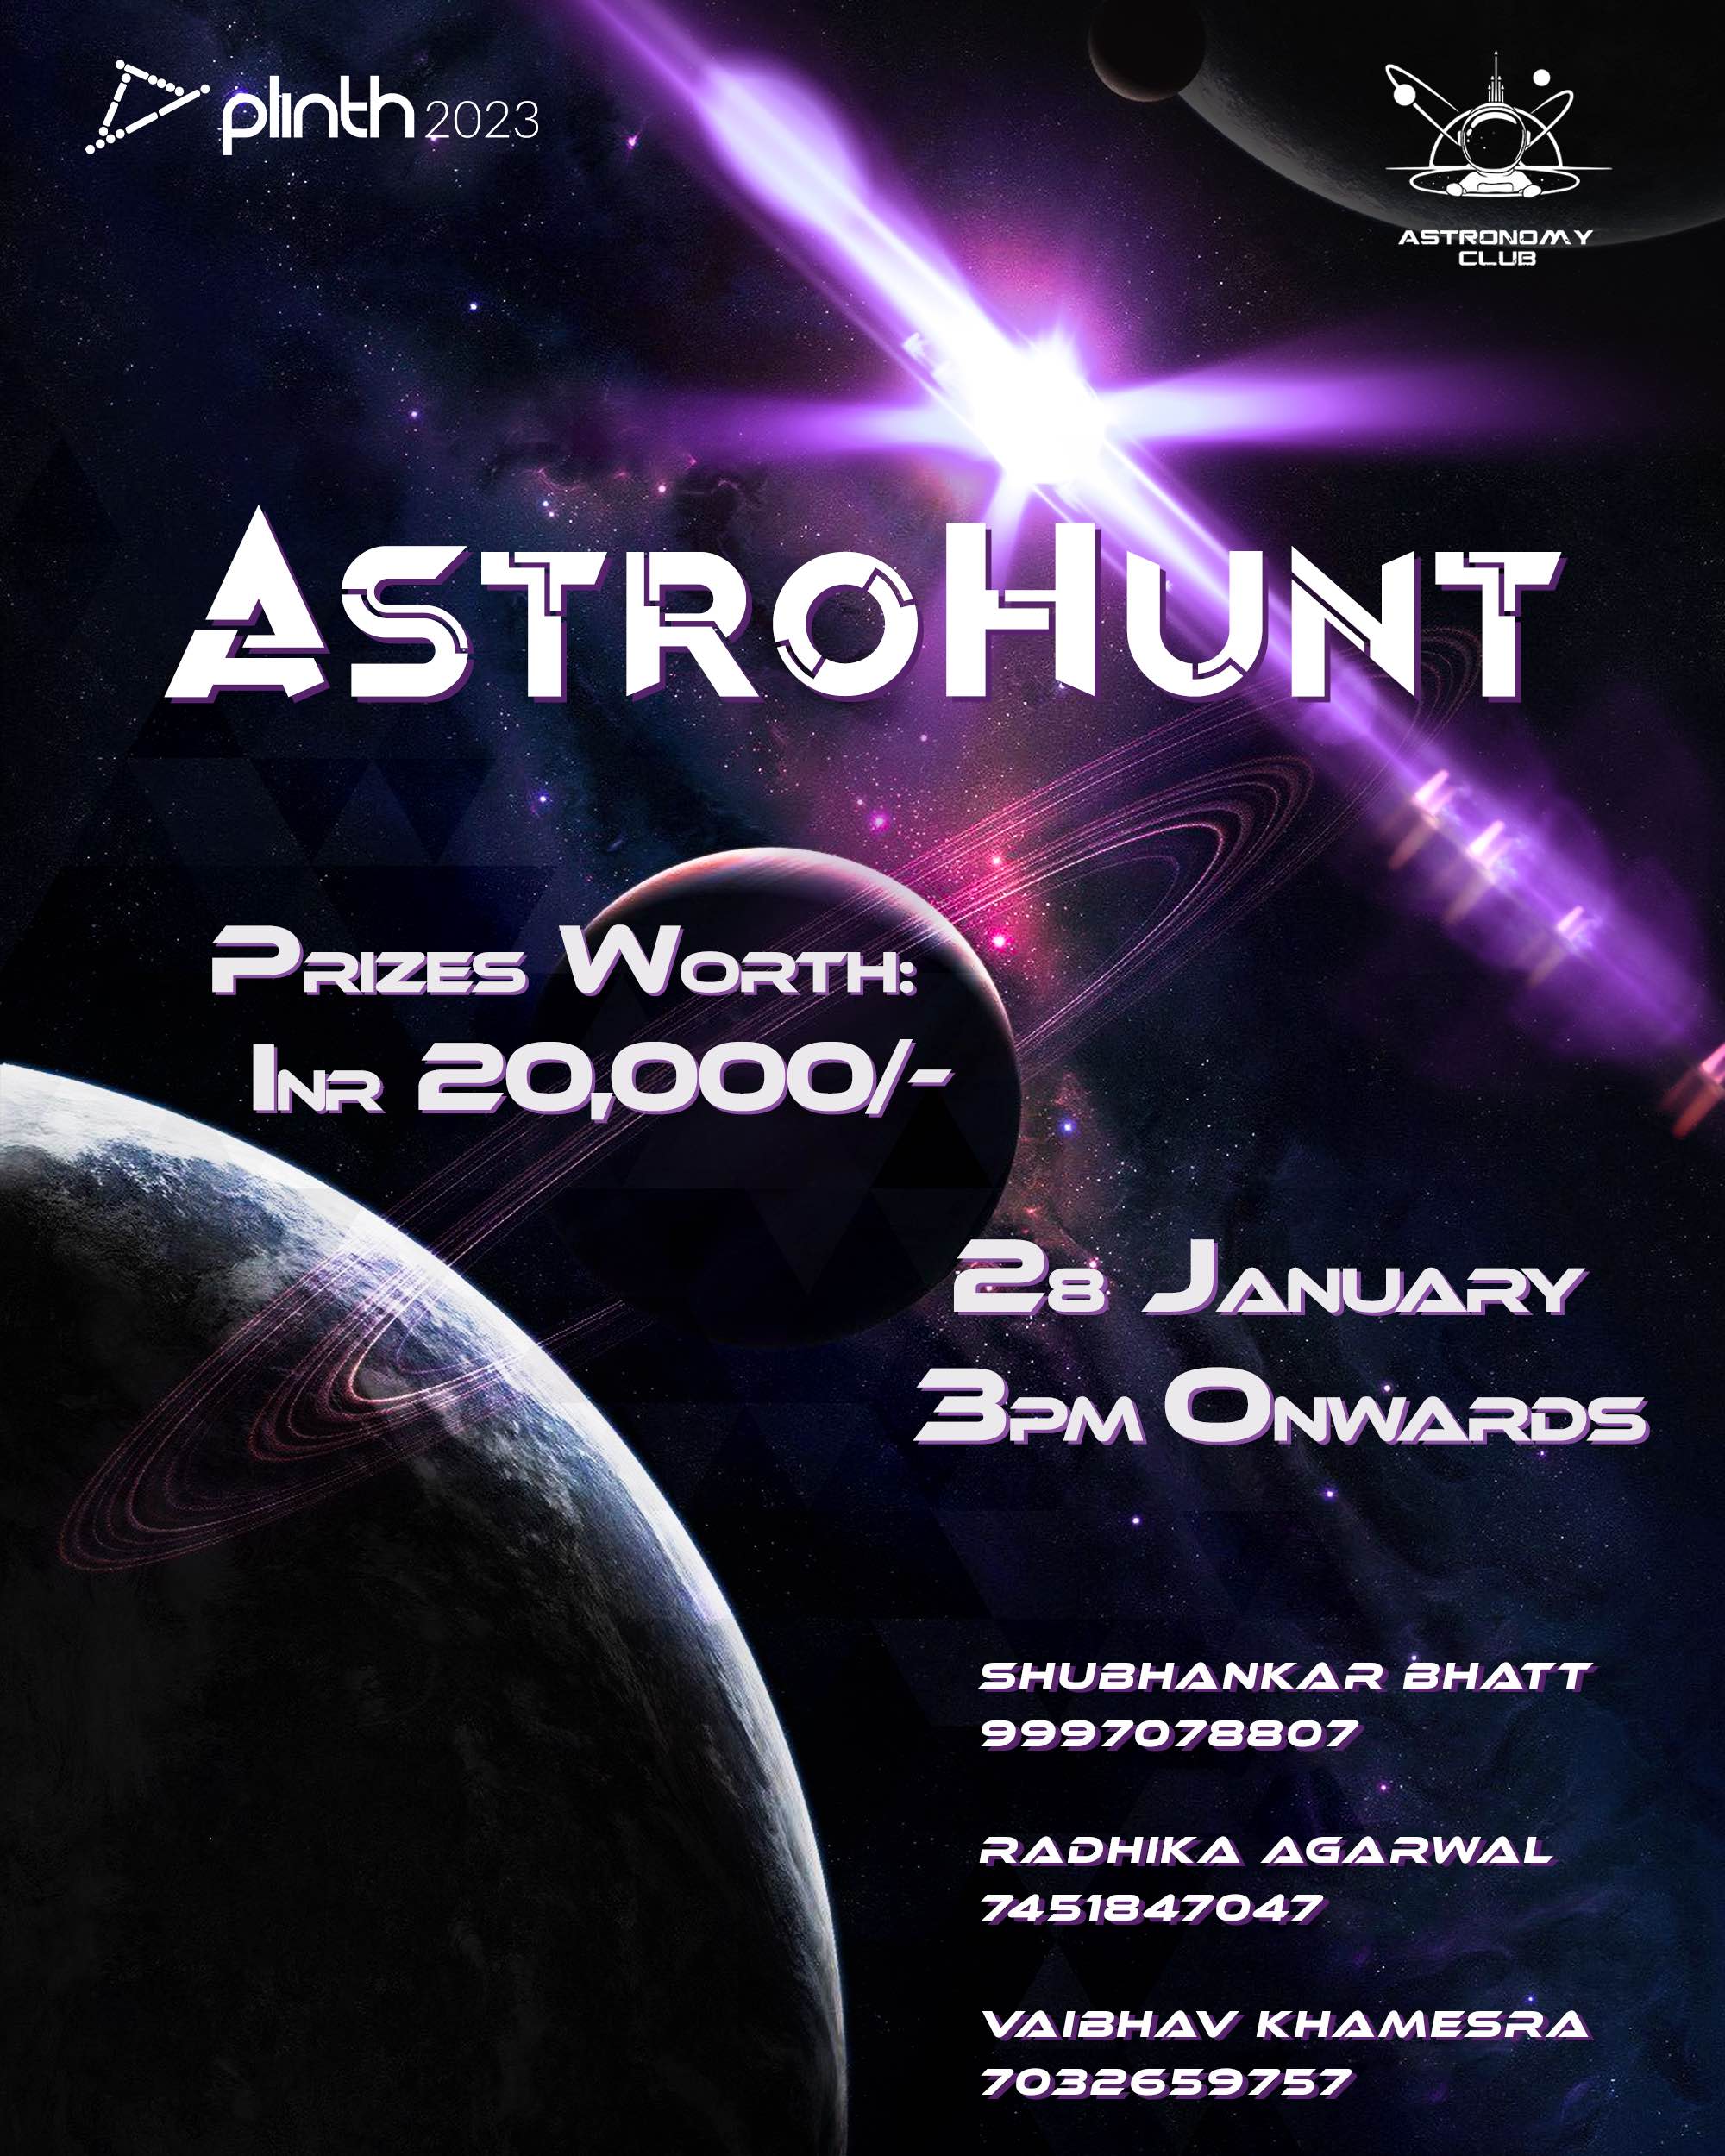 plinth 2023
ASTRONOMY
CLUB
ASTROHUNT
PRIZES WORTH:
INR 20,000/-
28 JANUARY
3PM ONWARDS
SHUBHANKAR BHATT
9997078807
RADHIKA AGARWAL
7451847047
VAIBHAV KHAMESRA
7032659757